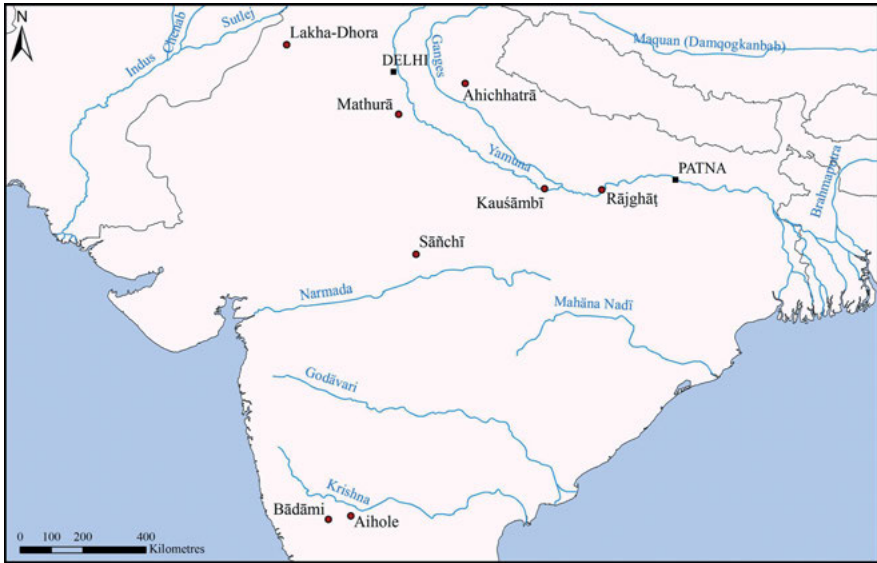 N
Indus
Chenab
Sutlej
Lakha-Dhora
DELHI
Ganges
Maquan (Damqogkanbab)
Mathurā
Ahichhatrā
Yamuna
PATNA
Brahmaputra
Kauśāmbī
Rājghāṭ
Sāñchī
Narmada
Mahäna Nadī
Godāvari
Krishna
Bādāmi
Aihole
0 100 200 400
Kilometres